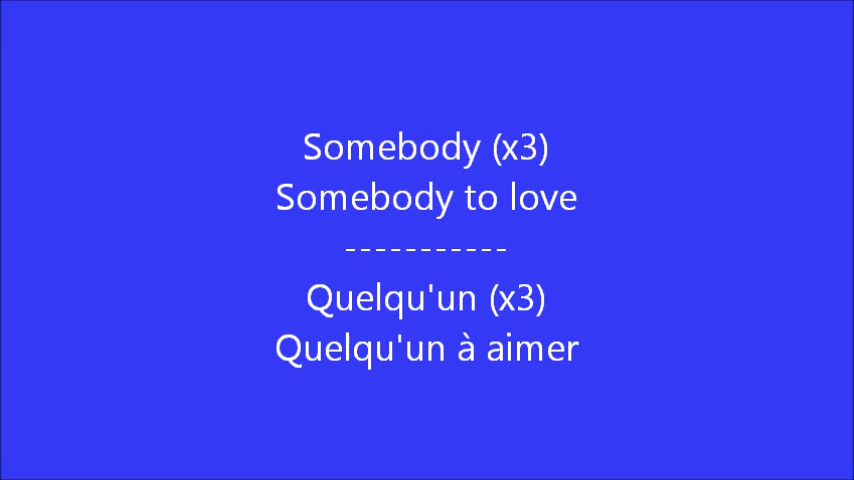 Somebody (x3)
Somebody to love
-----------
Quelqu'un (x3)
Quelqu'un à aimer